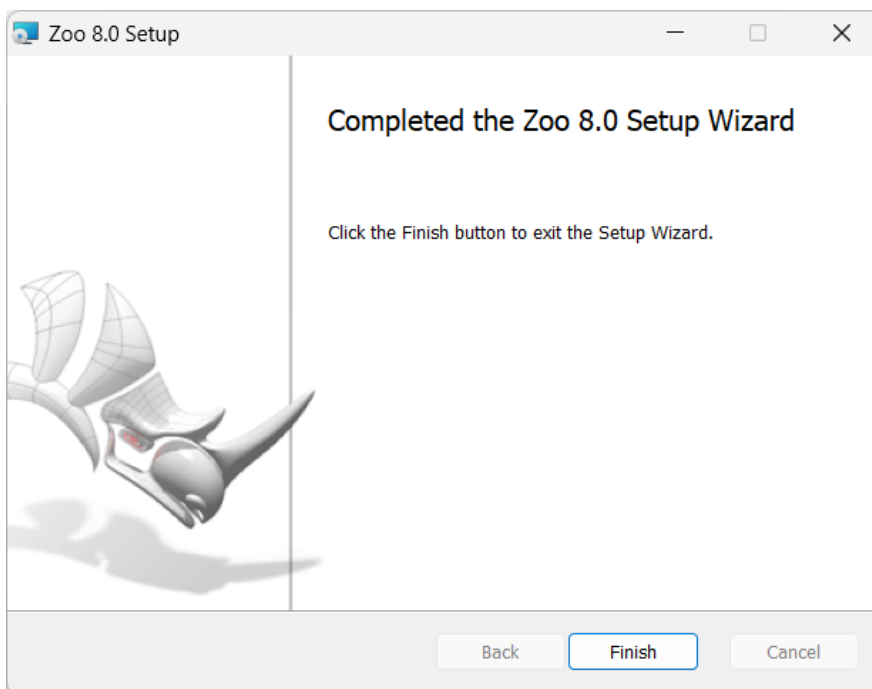 Zoo 8.0 Setup
Completed the Zoo 8.0 Setup Wizard
Click the Finish button to exit the Setup Wizard.
Back
Finish
Cancel